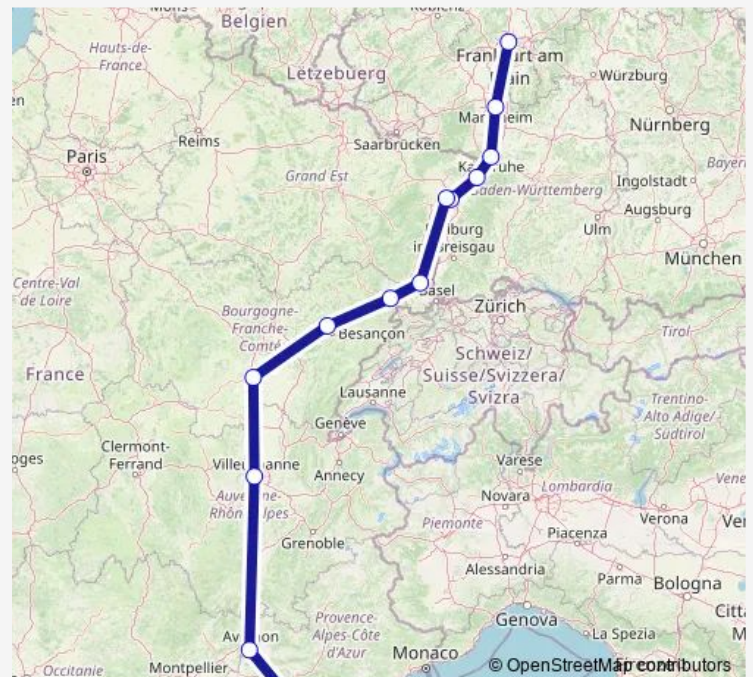 Mons
Belgien
Koblenz
Hauts-de-
France
Lëtzebuerg
Frankfurt am
Main
Würzburg
Mannheim
Nürnberg
Reims
Saarbrücken
Paris
Karlsruhe
Grand Est
Baden-Württemberg
Ingolstadt
Augsburg
Freiburg
im Breisgau
Ulm
München
Centre-Val
de Loire
Basel
Zürich
Bourgogne-
Franche-
Comté
Besançon
Tirol
Schweiz/
Suisse/Svizzera/
Svizra
France
Lausanne
Trentino-
Alto Adige/
Südtirol
Genève
Clermont-
Ferrand
Villeurbanne
Annecy
Varese
Auvergne-
Rhône-Alpes
Novara
Lombardia
Verona
Piemonte
Piacenza
Grenoble
Alessandria
Parma
Bologna
Genova
Provence-
Alpes-Côte
d'Azur
La Spezia
Avignon
Monaco
Montpellier
Occitanie
© OpenStreetMap contributors